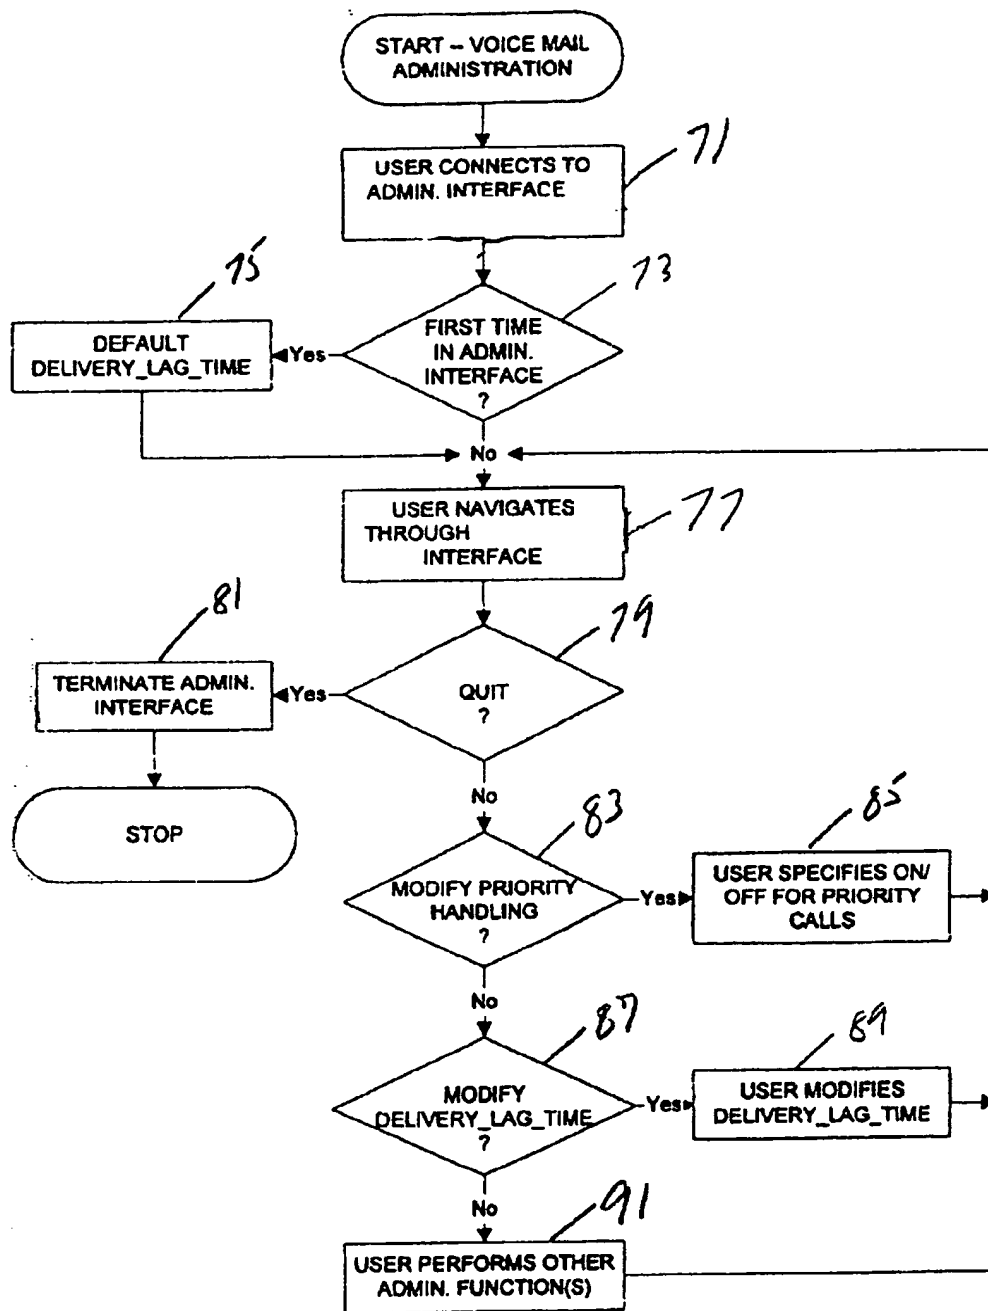 START – VOICE MAIL
ADMINISTRATION
71
USER CONNECTS TO
ADMIN. INTERFACE
75
73
FIRST TIME
IN ADMIN.
INTERFACE
?
Yes
DEFAULT
DELIVERY_LAG_TIME
No
77
USER NAVIGATES
THROUGH
INTERFACE
81
79
QUIT
?
Yes
TERMINATE ADMIN.
INTERFACE
STOP
No
83
85
MODIFY PRIORITY
HANDLING
?
Yes
USER SPECIFIES ON/
OFF FOR PRIORITY
CALLS
No
87
89
MODIFY
DELIVERY_LAG_TIME
?
Yes
USER MODIFIES
DELIVERY_LAG_TIME
No
91
USER PERFORMS OTHER
ADMIN. FUNCTION(S)